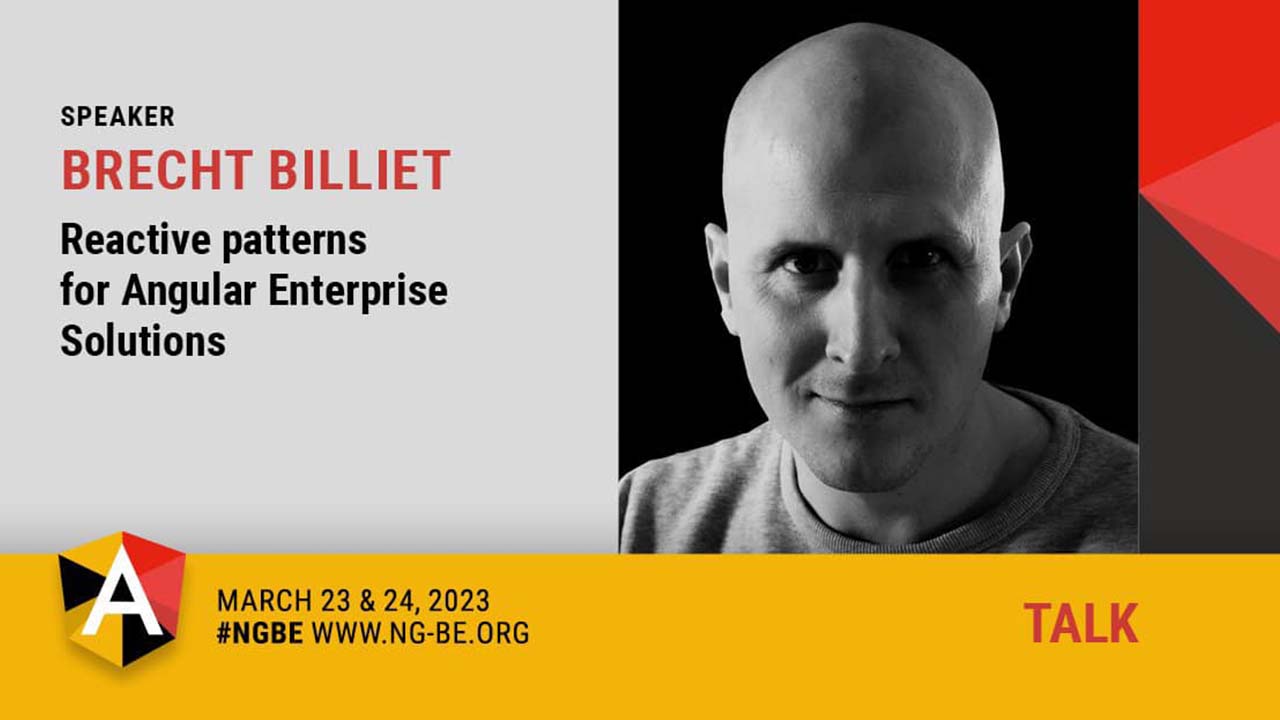 SPEAKER
BRECHT BILLIET
Reactive patterns
for Angular Enterprise
Solutions
A
MARCH 23 & 24, 2023
#NGBE WWW.NG-BE.ORG
TALK